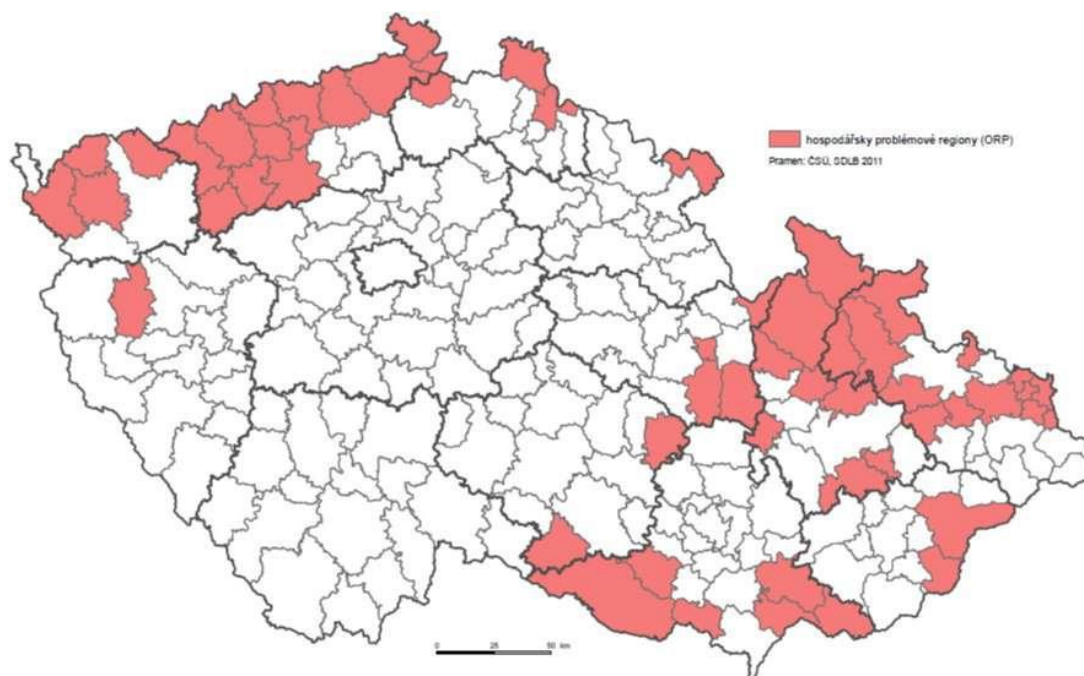 hospodářsky problémové regiony (ORP)
Pramen: ČSÚ, SDLB 2011
0 25 50 km